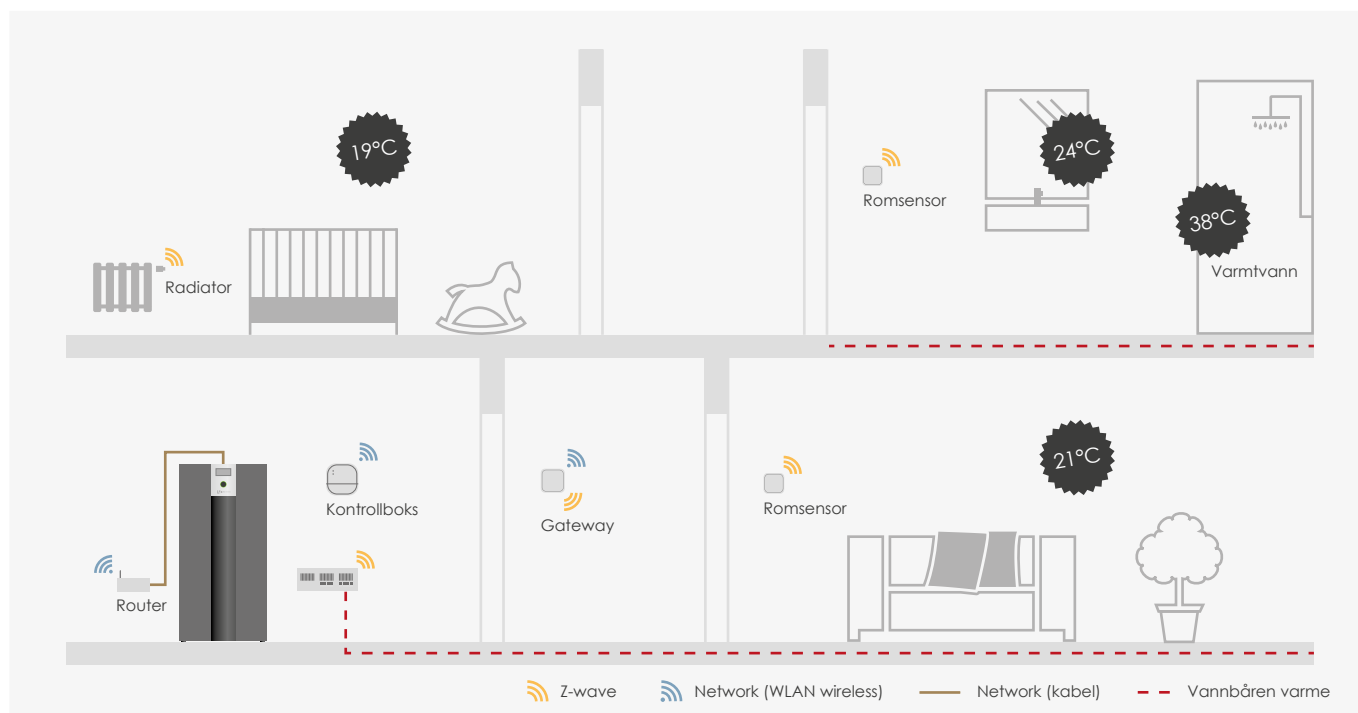 19°C
24°C
Romsensor
38°C
Radiator
Varmtvann
21°C
Kontrollboks
Gateway
Romsensor
Router
Z-wave
Network (WLAN wireless)
Network (kabel)
Vannbåren varme